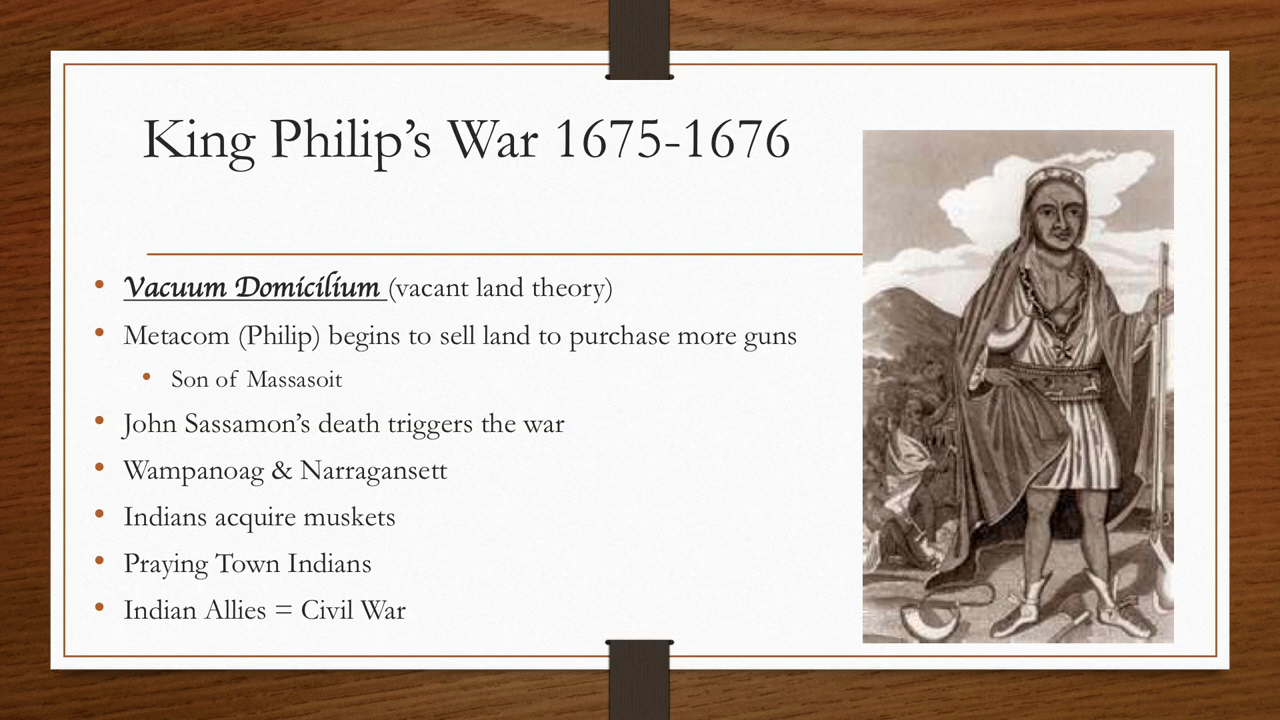 King Philip’s War 1675-1676
• Vacuum Domicilium (vacant land theory)
• Metacom (Philip) begins to sell land to purchase more guns
• Son of Massasoit
• John Sassamon’s death triggers the war
• Wampanoag & Narragansett
• Indians acquire muskets
• Praying Town Indians
• Indian Allies = Civil War